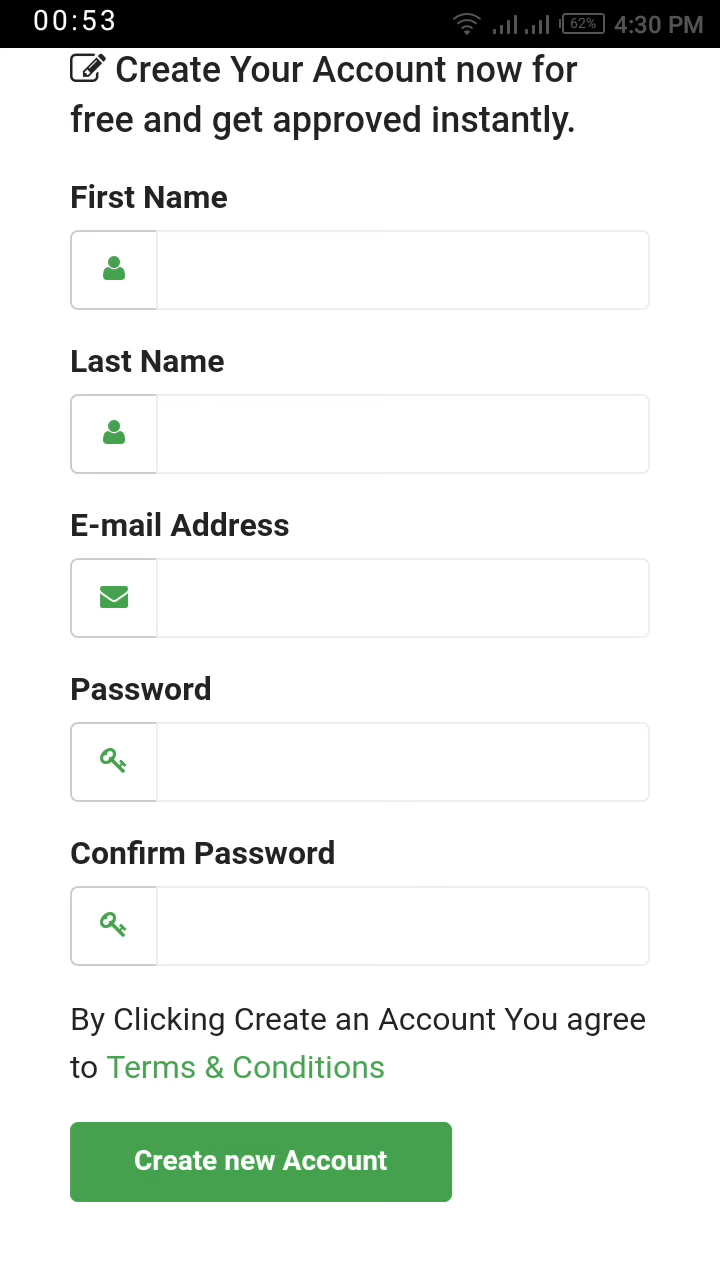 00:53
62% 4:30 PM
Create Your Account now for
free and get approved instantly.
First Name
Last Name
E-mail Address
Password
Confirm Password
By Clicking Create an Account You agree
to Terms & Conditions
Create new Account